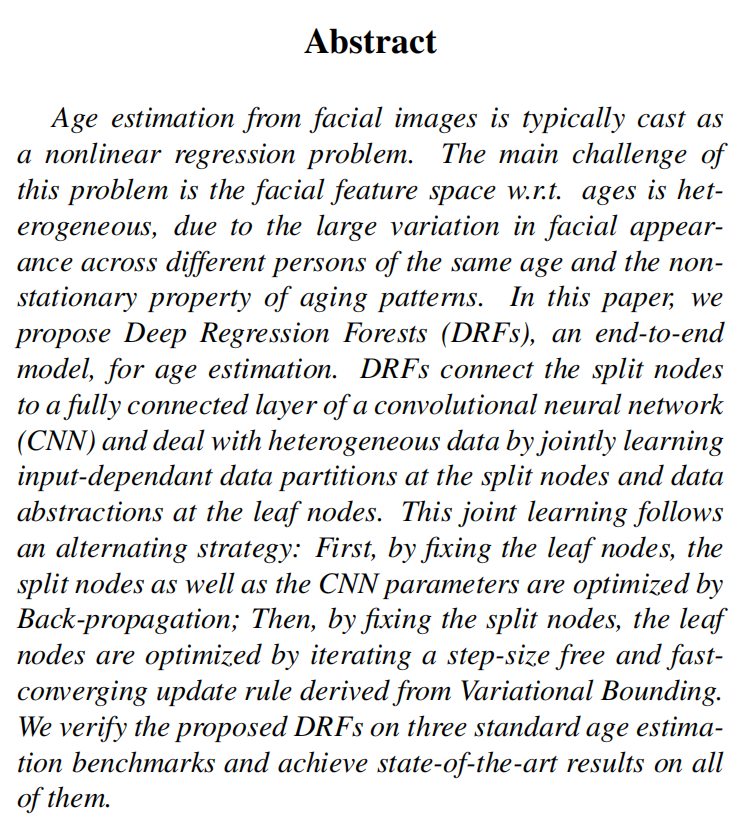 Abstract
Age estimation from facial images is typically cast as
a nonlinear regression problem. The main challenge of
this problem is the facial feature space w.r.t. ages is het-
erogeneous, due to the large variation in facial appear-
ance across different persons of the same age and the non-
stationary property of aging patterns. In this paper, we
propose Deep Regression Forests (DRFs), an end-to-end
model, for age estimation. DRFs connect the split nodes
to a fully connected layer of a convolutional neural network
(CNN) and deal with heterogeneous data by jointly learning
input-dependant data partitions at the split nodes and data
abstractions at the leaf nodes. This joint learning follows
an alternating strategy: First, by fixing the leaf nodes, the
split nodes as well as the CNN parameters are optimized by
Back-propagation; Then, by fixing the split nodes, the leaf
nodes are optimized by iterating a step-size free and fast-
converging update rule derived from Variational Bounding.
We verify the proposed DRFs on three standard age estima-
tion benchmarks and achieve state-of-the-art results on all
of them.